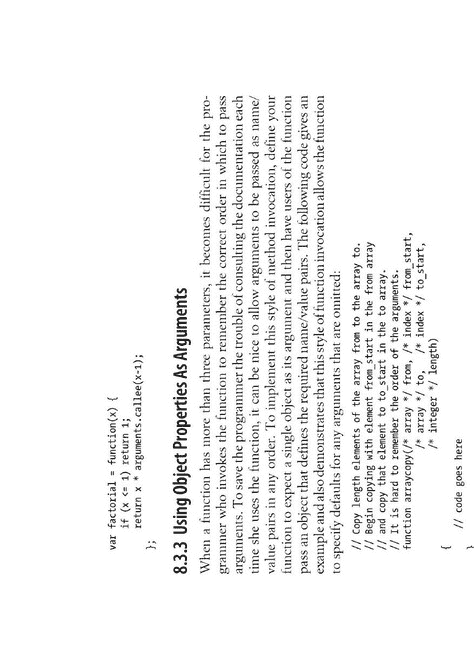 var factorial = function(x) {
if (x <= 1) return 1;
return x * arguments.callee(x-1);
};
8.3.3 Using Object Properties As Arguments
When a function has more than three parameters, it becomes difficult for the pro-
grammer who invokes the function to remember the correct order in which to pass
arguments. To save the programmer the trouble of consulting the documentation each
time she uses the function, it can be nice to allow arguments to be passed as name/
value pairs in any order. To implement this style of method invocation, define your
function to expect a single object as its argument and then have users of the function
pass an object that defines the required name/value pairs. The following code gives an
example and also demonstrates that this style of function invocation allows the function
to specify defaults for any arguments that are omitted:
// Copy length elements of the array from to the array to.
// Begin copying with element from_start in the from array
// and copy that element to to_start in the to array.
// It is hard to remember the order of the arguments.
function arraycopy(/* array */ from, /* index */ from_start,
/* array */ to, /* index */ to_start,
/* integer */ length)
{
// code goes here
}